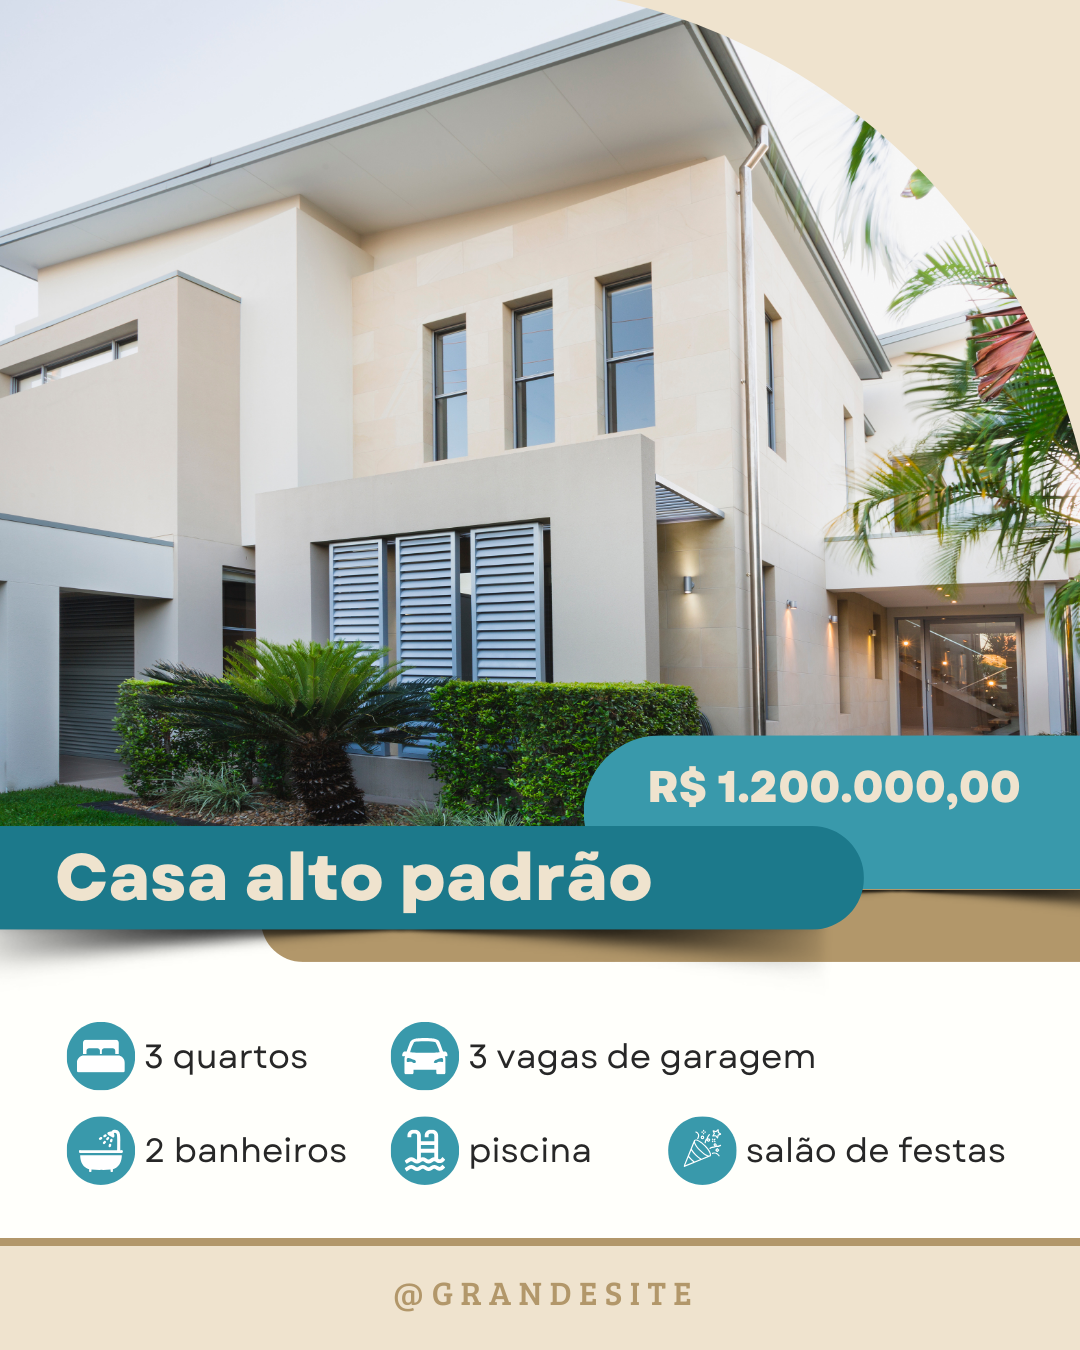 R$ 1.200.000,00
Casa alto padrão
3 quartos
3 vagas de garagem
2 banheiros
piscina
salão de festas
@GRANDESITE